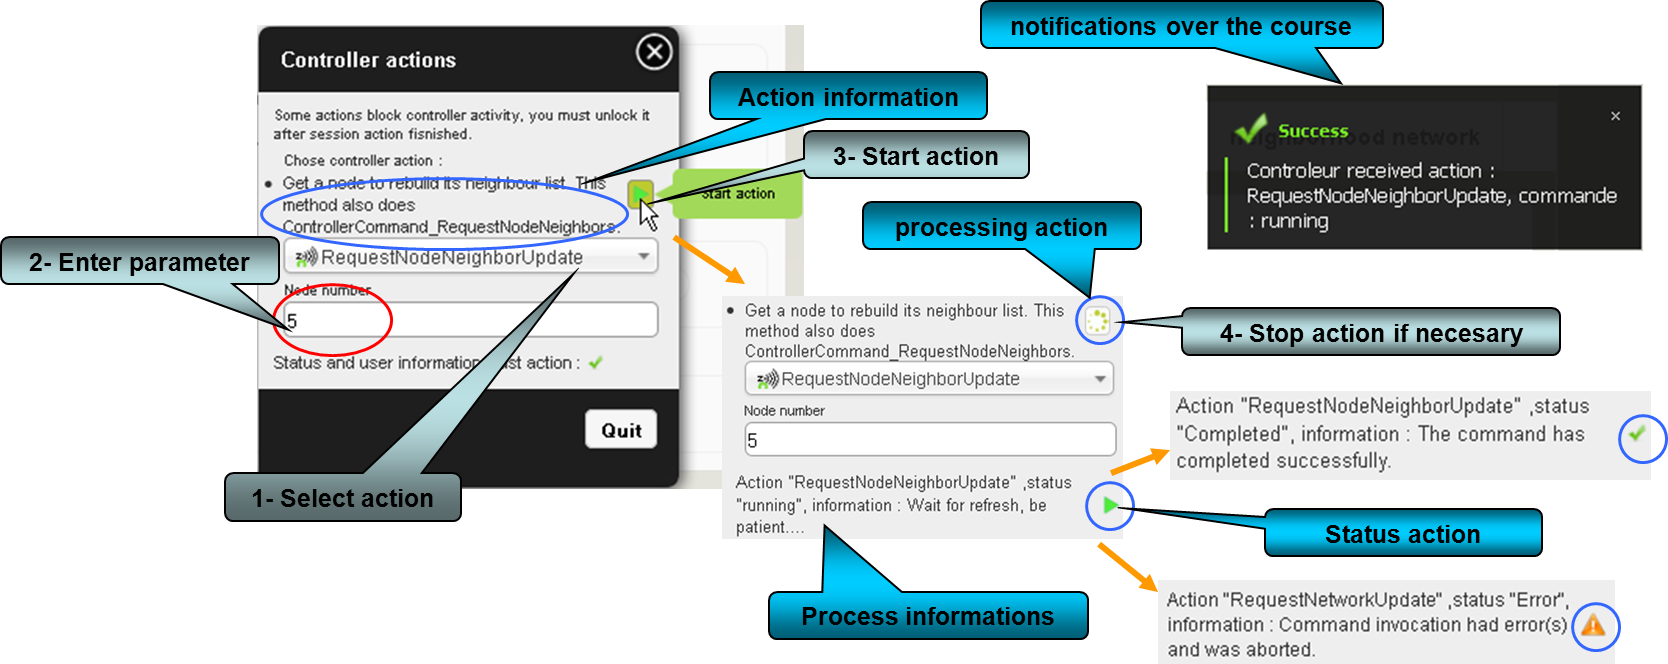 notifications over the course
Controller actions
Some actions block controller activity, you must unlock it
after session action fisnished.
Chose controller action :
Get a node to rebuild its neighbour list. This
method also does
ControllerCommand_RequestNodeNeighbors.
RequestNodeNeighborUpdate
Node number
5
Status and user information last action :
Quit
Action information
3- Start action
Start action
2- Enter parameter
1- Select action
Success
neighborhood network
×
Controleur received action :
RequestNodeNeighborUpdate, commande
: running
processing action
4- Stop action if necesary
Get a node to rebuild its neighbour list. This
method also does
ControllerCommand_RequestNodeNeighbors.
RequestNodeNeighborUpdate
Node number
5
Action "RequestNodeNeighborUpdate" ,status
"running", information : Wait for refresh, be
patient....
Process informations
Action "RequestNodeNeighborUpdate" ,status
"Completed", information : The command has
completed successfully.
Status action
Action "RequestNetworkUpdate" ,status "Error",
information : Command invocation had error(s)
and was aborted.